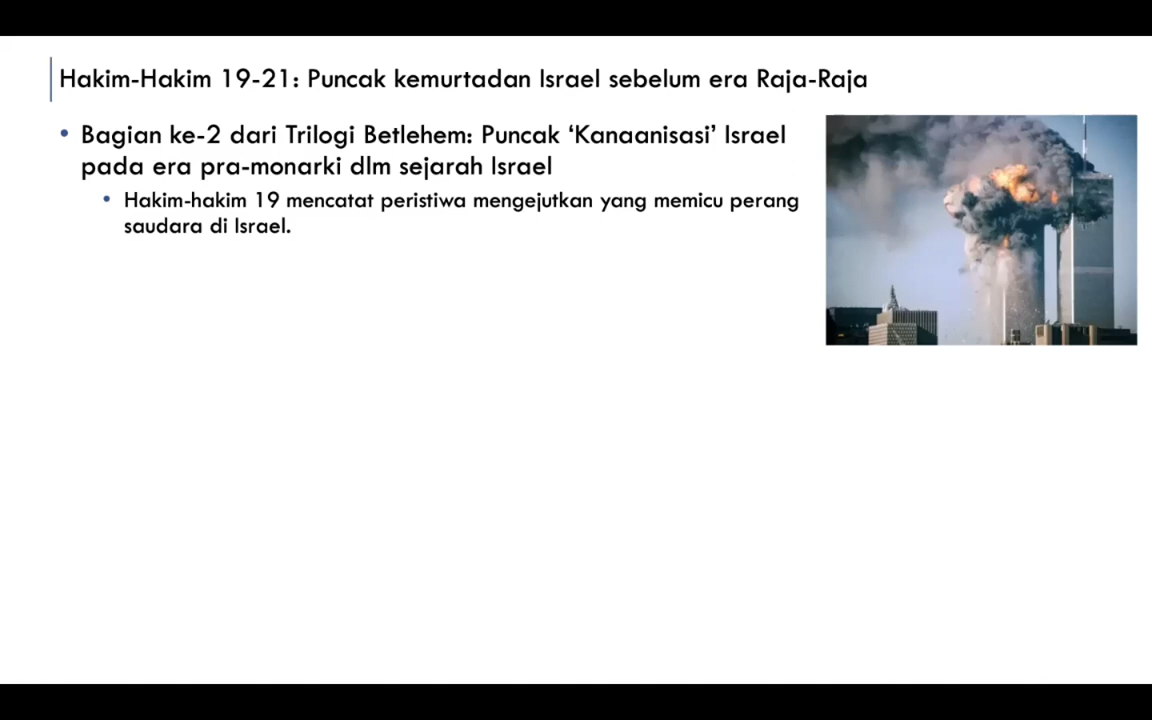 Hakim-Hakim 19-21: Puncak kemurtadan Israel sebelum era Raja-Raja
• Bagian ke-2 dari Trilogi Betlehem: Puncak ‘Kanaanisasi’ Israel
pada era pra-monarki dlm sejarah Israel
• Hakim-hakim 19 mencatat peristiwa mengejutkan yang memicu perang
saudara di Israel.